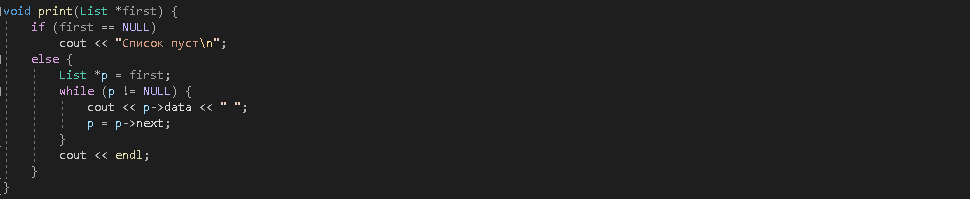 void print(List *first) {
    if (first == NULL)
        cout << "Список пуст\n";
    else {
        List *p = first;
        while (p != NULL) {
            cout << p->data << " ";
            p = p->next;
        }
        cout << endl;
    }
}